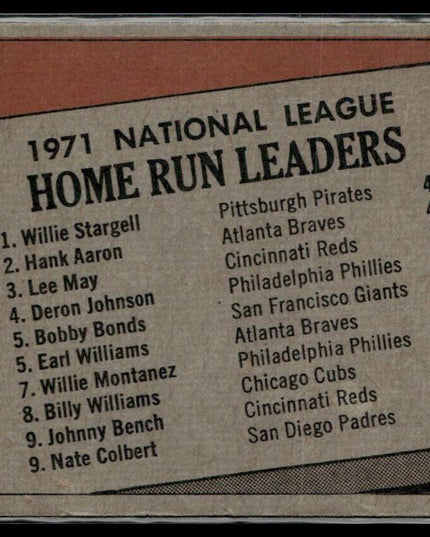 1971 NATIONAL LEAGUE
HOME RUN LEADERS
1. Willie Stargell Pittsburgh Pirates
2. Hank Aaron Atlanta Braves
3. Lee May Cincinnati Reds
4. Deron Johnson Philadelphia Phillies
5. Bobby Bonds San Francisco Giants
5. Earl Williams Atlanta Braves
7. Willie Montanez Philadelphia Phillies
8. Billy Williams Chicago Cubs
9. Johnny Bench Cincinnati Reds
9. Nate Colbert San Diego Padres